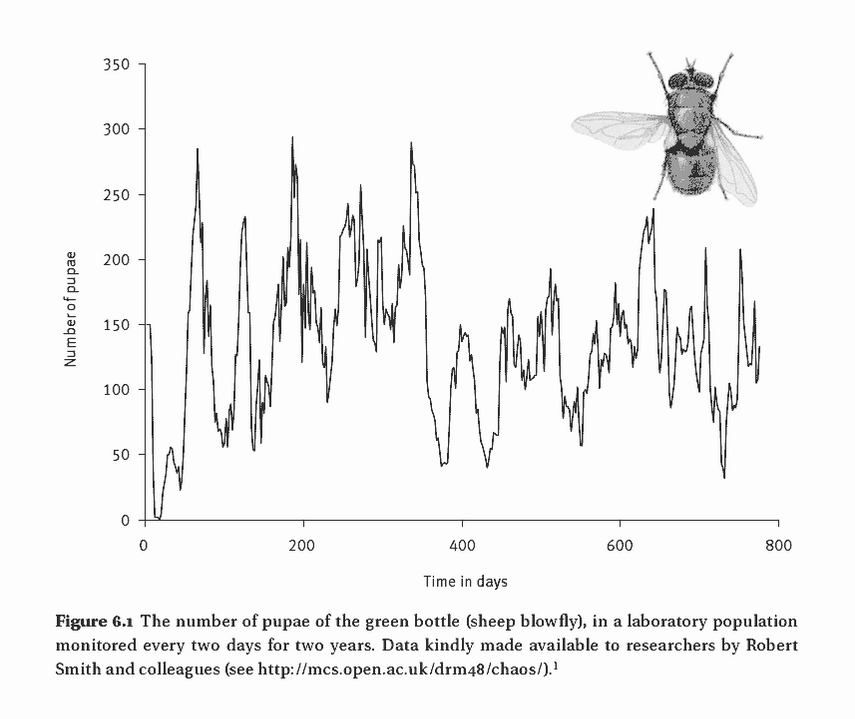 350
300
250
200
150
100
50
0
Number of pupae
0 200 400 600 800
Time in days
Figure 6.1 The number of pupae of the green bottle (sheep blowfly), in a laboratory population
monitored every two days for two years. Data kindly made available to researchers by Robert
Smith and colleagues (see http://mcs.open.ac.uk/drm48/chaos/).¹